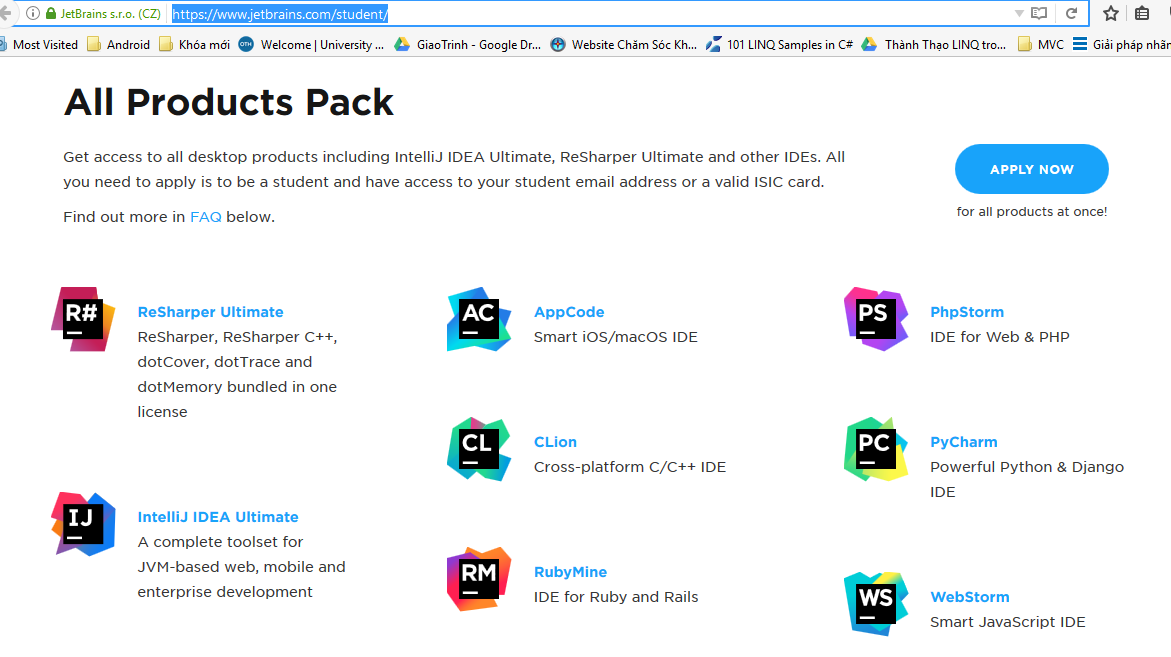 JetBrains s.r.o. (CZ)
https://www.jetbrains.com/student/
Most Visited Android Khóa mới Welcome | University ... GiaoTrinh - Google Dr... Website Chăm Sóc Kh... 101 LINQ Samples in C# Thành Thạo LINQ tro... MVC Giải pháp nhân
All Products Pack
Get access to all desktop products including IntelliJ IDEA Ultimate, ReSharper Ultimate and other IDEs. All
you need to apply is to be a student and have access to your student email address or a valid ISIC card.
Find out more in FAQ below.
APPLY NOW
for all products at once!
R#
ReSharper Ultimate
ReSharper, ReSharper C++,
dotCover, dotTrace and
dotMemory bundled in one
license
IJ
IntelliJ IDEA Ultimate
A complete toolset for
JVM-based web, mobile and
enterprise development
AC
AppCode
Smart iOS/macOS IDE
CL
CLion
Cross-platform C/C++ IDE
RM
RubyMine
IDE for Ruby and Rails
PS
PhpStorm
IDE for Web & PHP
PC
PyCharm
Powerful Python & Django
IDE
WS
WebStorm
Smart JavaScript IDE